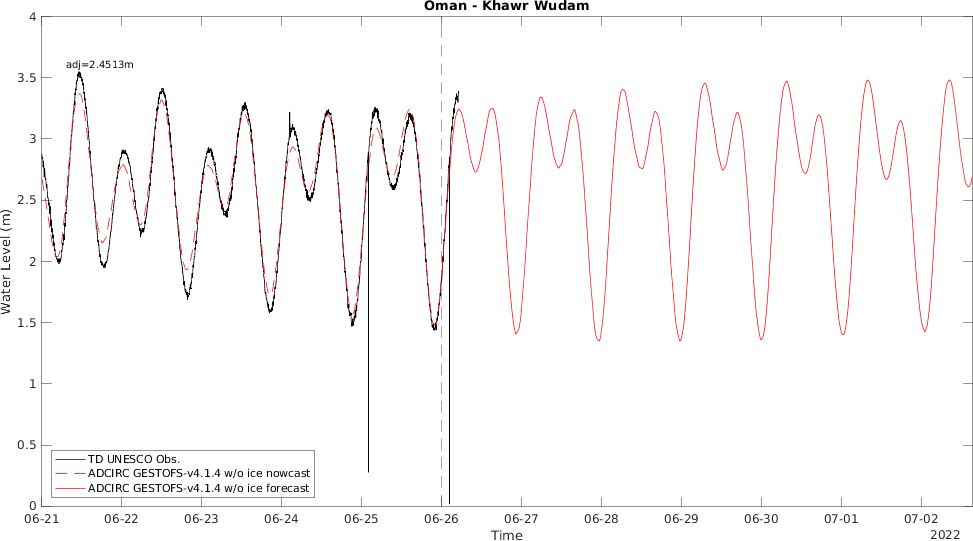 Oman - Khawr Wudam
4
3.5
3
2.5
2
1.5
1
0.5
0
Water Level (m)
adj=2.4513m
TD UNESCO Obs.
ADCIRC GESTOFS-v4.1.4 w/o ice nowcast
ADCIRC GESTOFS-v4.1.4 w/o ice forecast
06-21 06-22 06-23 06-24 06-25 06-26 06-27 06-28 06-29 06-30 07-01 07-02
Time
2022